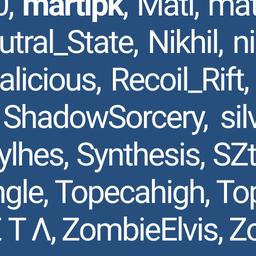 martipk, Mati, mat
utral_State, Nikhil, ni
alicious, Recoil_Rift,
ShadowSorcery, silv
ylhes, Synthesis, SZt
ngle, Topecahigh, Top
Σ T Λ, ZombieElvis, Zo